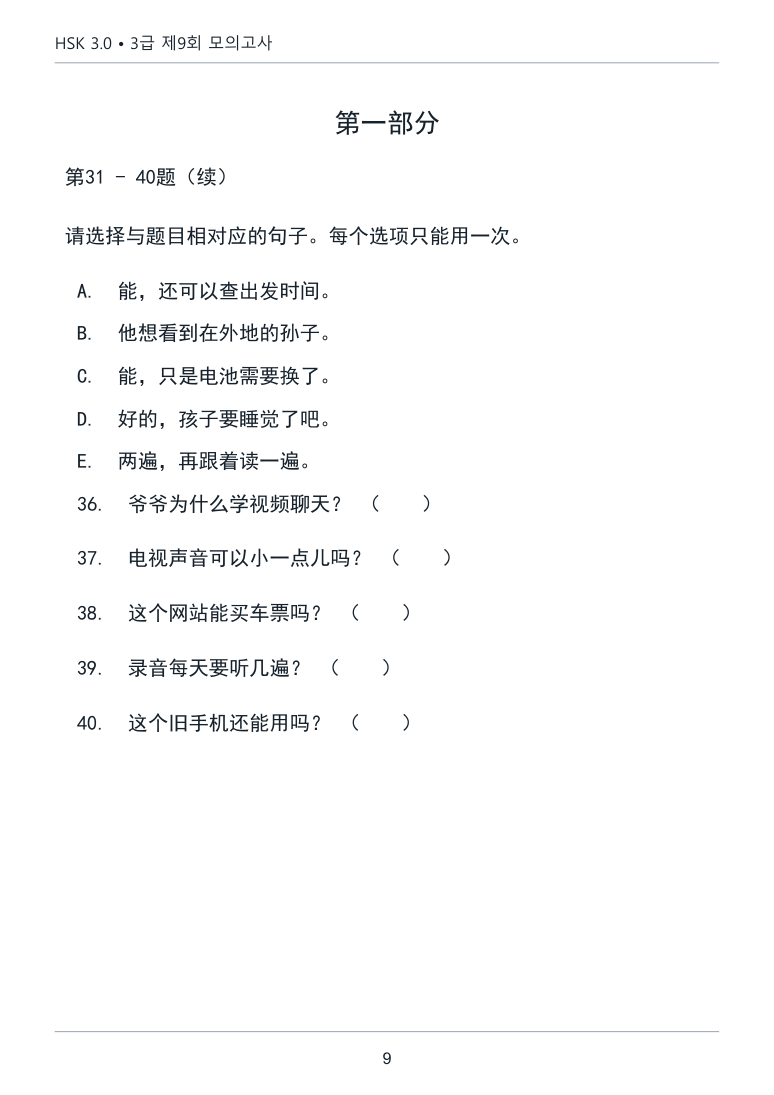 HSK 3.0 • 3급 제9회 모의고사
第一部分
第31 - 40题（续）
请选择与题目相对应的句子。每个选项只能用一次。
A. 能，还可以查出发时间。
B. 他想看到在外地的孙子。
C. 能，只是电池需要换了。
D. 好的，孩子要睡觉了吧。
E. 两遍，再跟着读一遍。
36. 爷爷为什么学视频聊天？ （ ）
37. 电视声音可以小一点儿吗？ （ ）
38. 这个网站能买车票吗？ （ ）
39. 录音每天要听几遍？ （ ）
40. 这个旧手机还能用吗？ （ ）
9